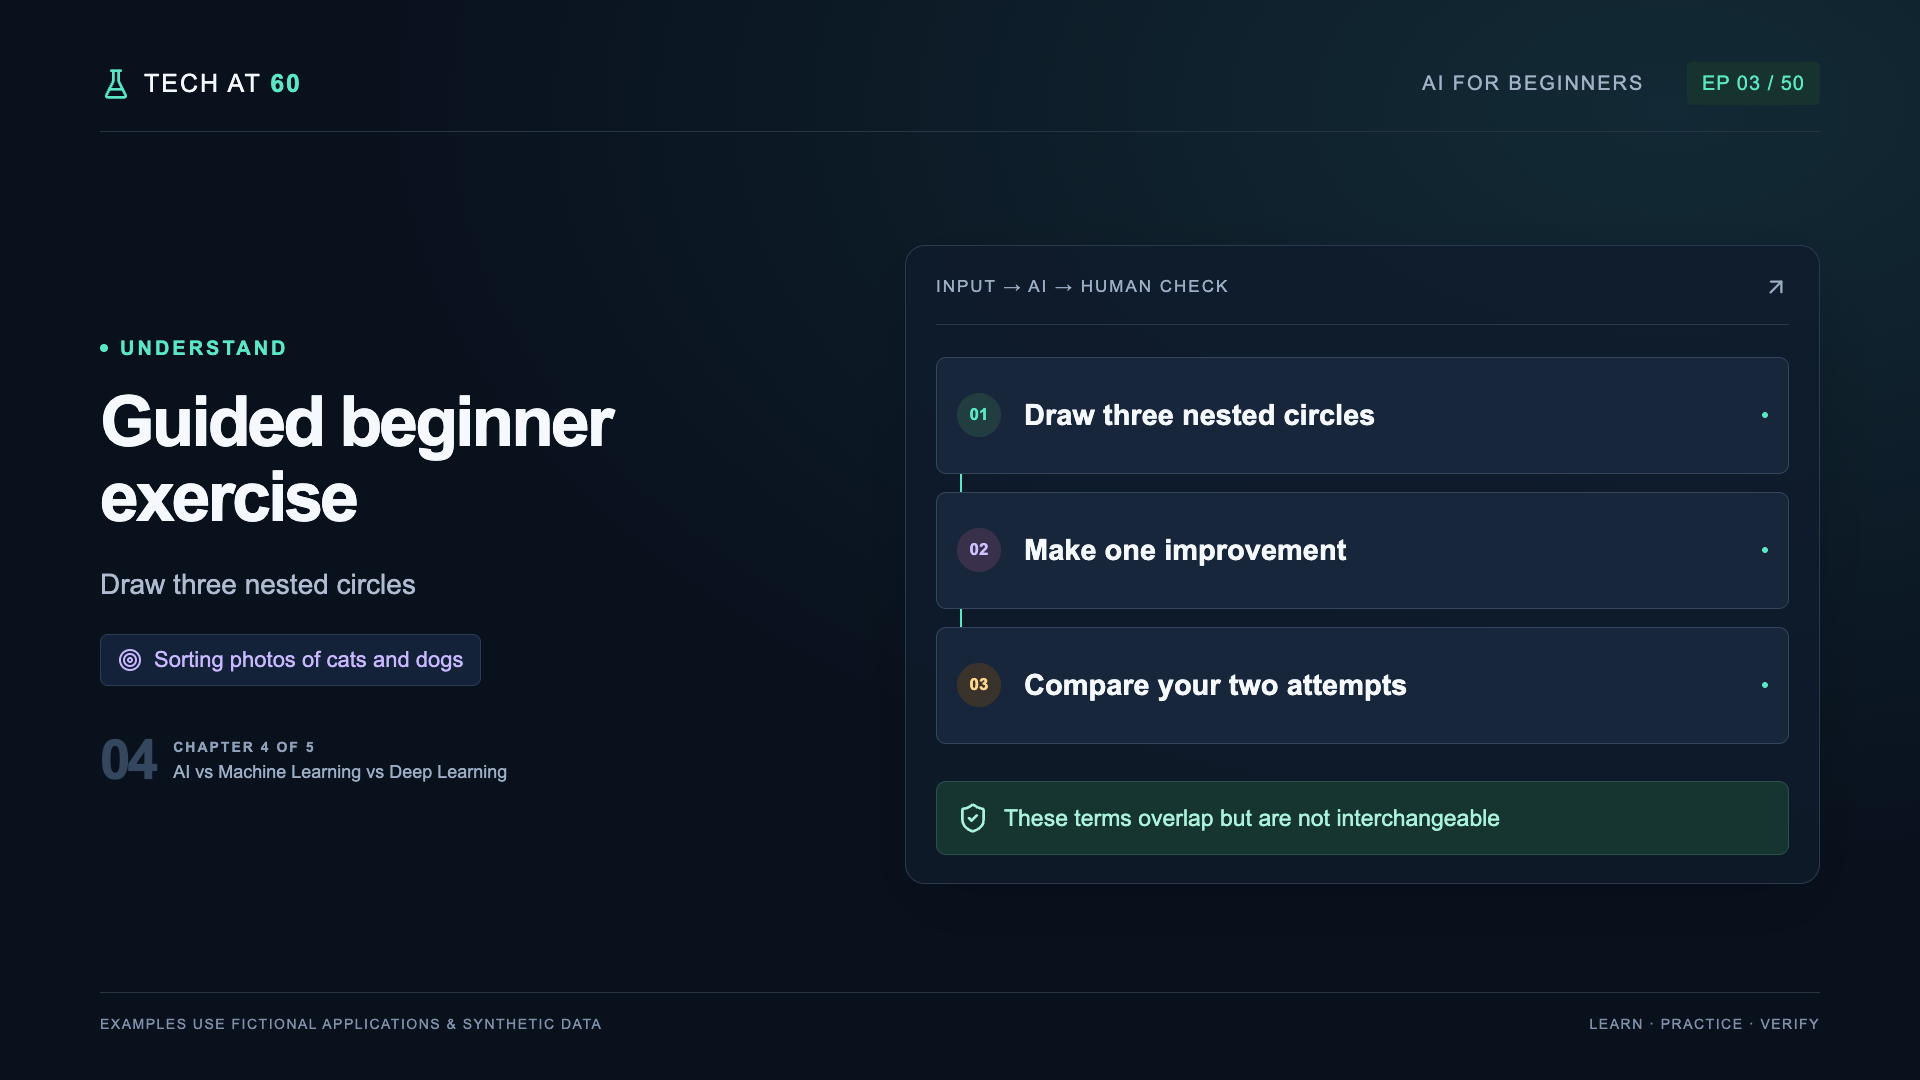 TECH AT 60
AI FOR BEGINNERS
EP 03 / 50
UNDERSTAND
Guided beginner
exercise
Draw three nested circles
Sorting photos of cats and dogs
04
CHAPTER 4 OF 5
AI vs Machine Learning vs Deep Learning
INPUT → AI → HUMAN CHECK
01
Draw three nested circles
02
Make one improvement
03
Compare your two attempts
These terms overlap but are not interchangeable
EXAMPLES USE FICTIONAL APPLICATIONS & SYNTHETIC DATA
LEARN · PRACTICE · VERIFY